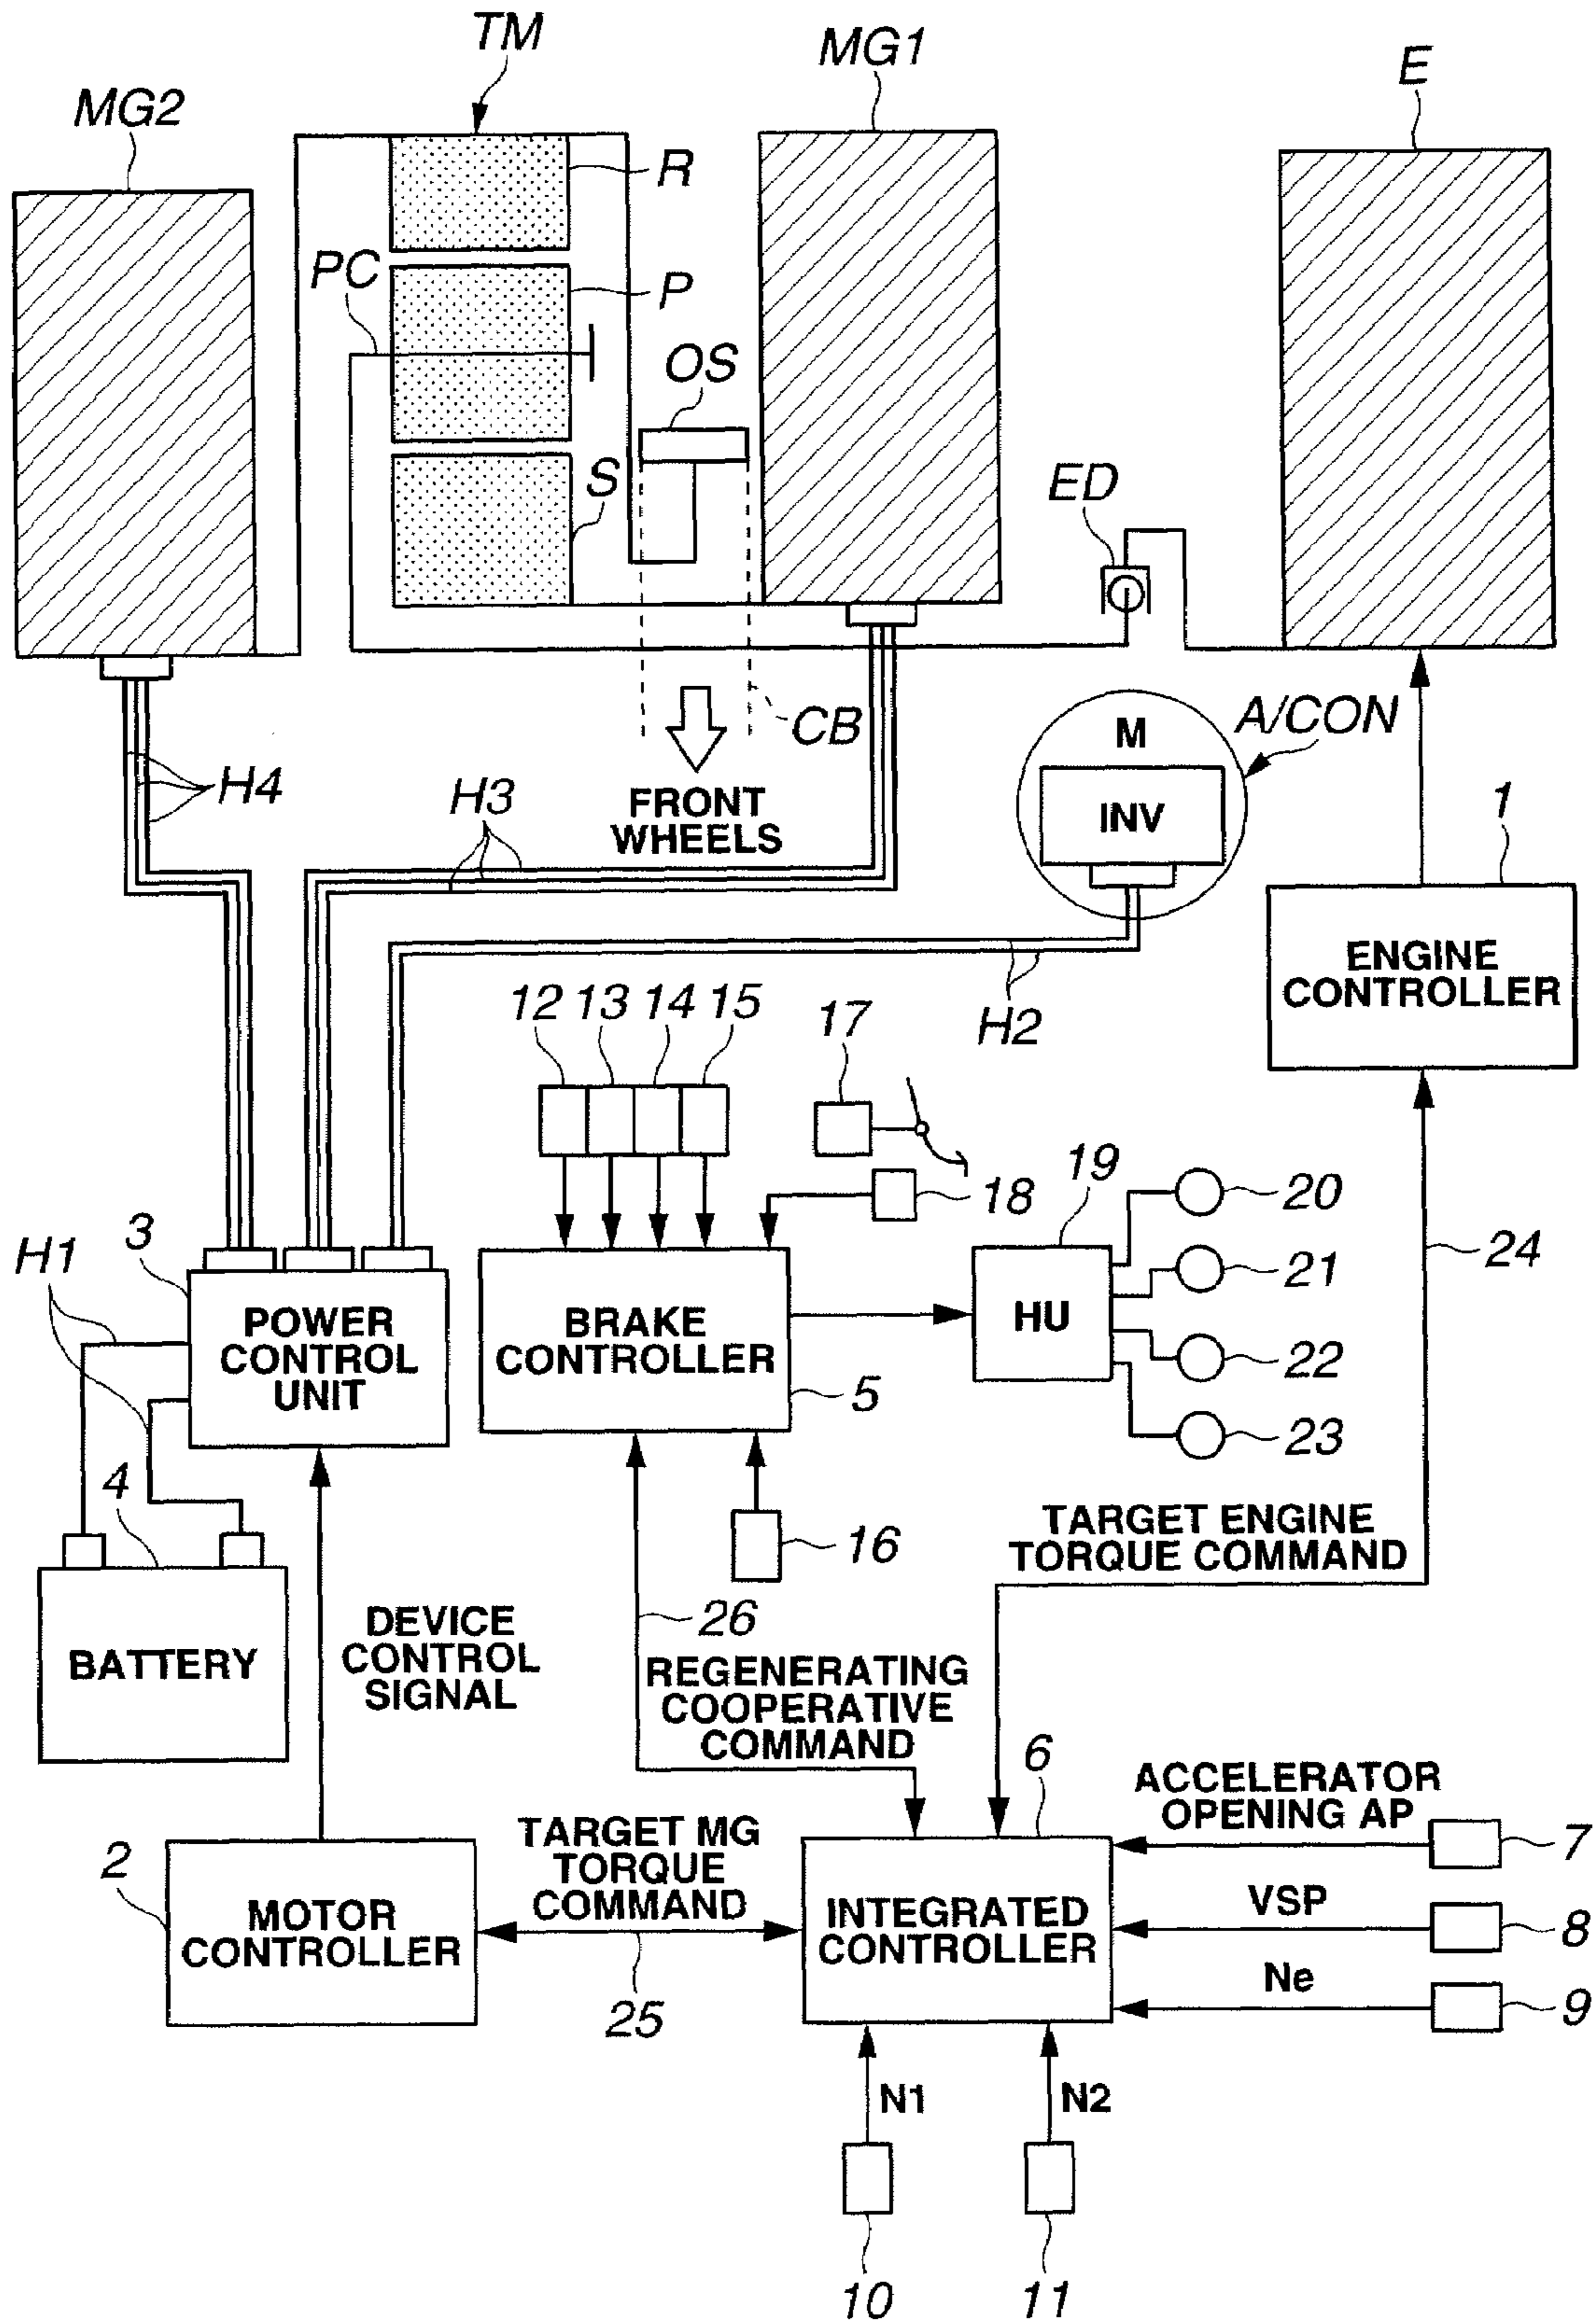 TM
MG1
E
MG2
R
PC
P
OS
S
ED
CB
A/CON
M
INV
H4
H3
FRONT
WHEELS
1
ENGINE
CONTROLLER
H2
12
13
14
15
17
18
19
20
21
22
23
24
H1
3
POWER
CONTROL
UNIT
BRAKE
CONTROLLER
5
HU
4
16
TARGET ENGINE
TORQUE COMMAND
BATTERY
DEVICE
CONTROL
SIGNAL
26
REGENERATING
COOPERATIVE
COMMAND
6
ACCELERATOR
OPENING AP
7
2
MOTOR
CONTROLLER
TARGET MG
TORQUE
COMMAND
25
INTEGRATED
CONTROLLER
VSP
8
Ne
9
N1
N2
10
11